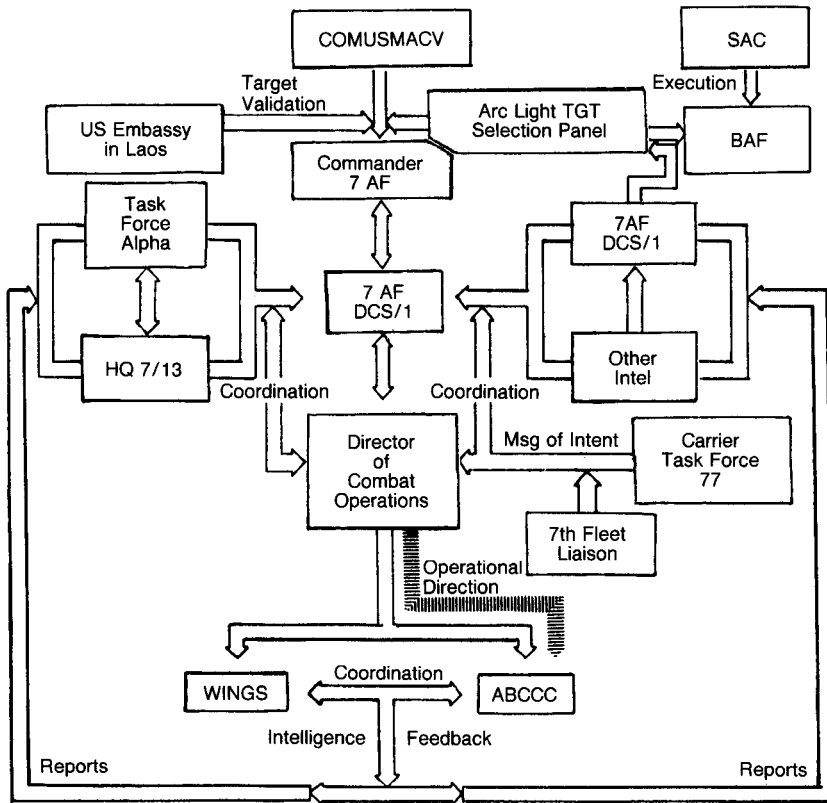 COMUSMACV
SAC
Target
Validation
Execution
US Embassy
in Laos
Arc Light TGT
Selection Panel
BAF
Commander
7 AF
Task
Force
Alpha
7AF
DCS/1
7 AF
DCS/1
HQ 7/13
Other
Intel
Coordination
Coordination
Director
of
Combat
Operations
Msg of Intent
Carrier
Task Force
77
7th Fleet
Liaison
Operational
Direction
WINGS
Coordination
ABCCC
Intelligence
Feedback
Reports
Reports